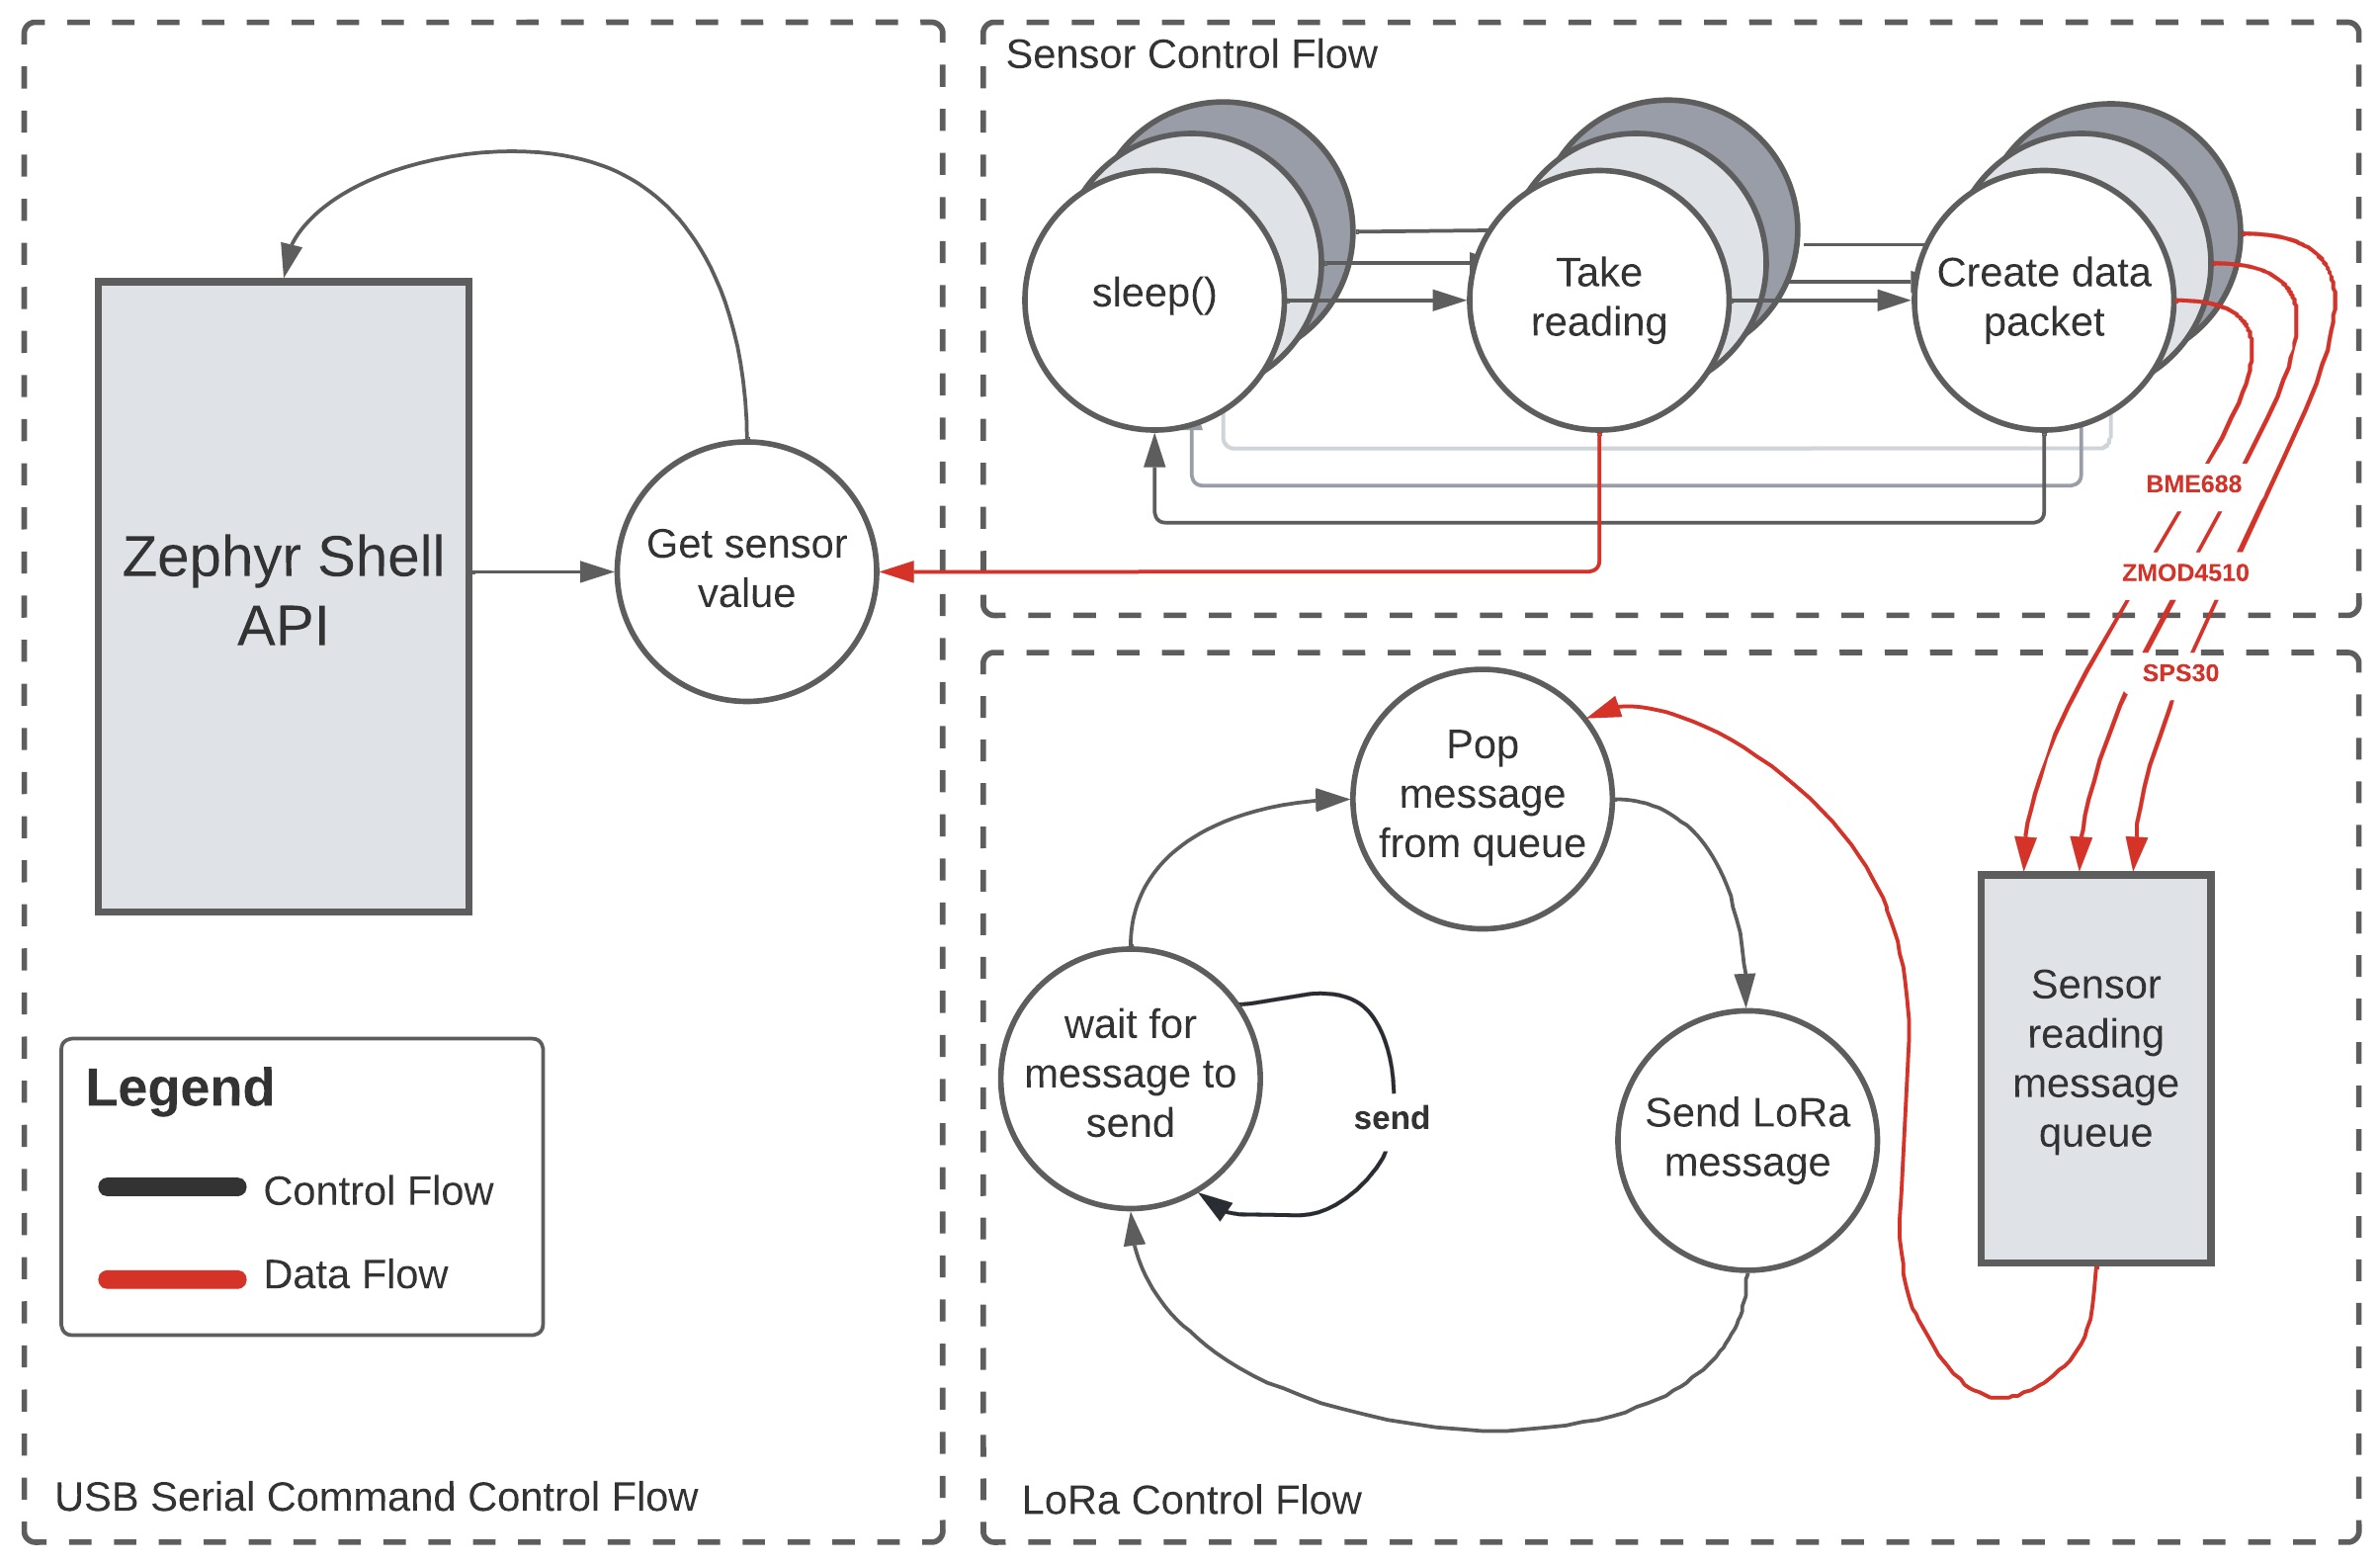 Sensor Control Flow
sleep()
Take
reading
Create data
packet
BME688
ZMOD4510
SPS30
Zephyr Shell
API
Get sensor
value
Pop
message
from queue
wait for
message to
send
send
Send LoRa
message
Sensor
reading
message
queue
Legend
Control Flow
Data Flow
USB Serial Command Control Flow
LoRa Control Flow